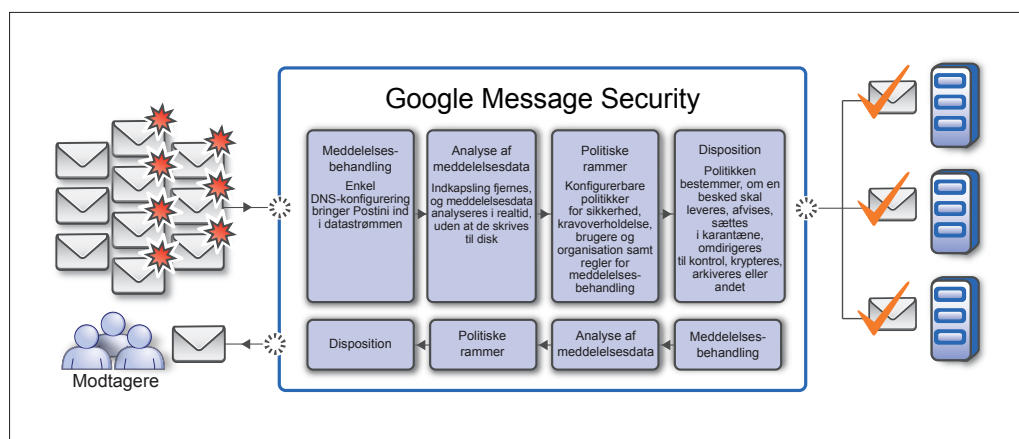 Google Message Security
Meddelelses-
behandling
Enkel
DNS-konfigurering
bringer Postini ind
i datastrømmen
Analyse af
meddelelsesdata
Indkapsling fjernes,
og meddelelsesdata
analyseres i realtid,
uden at de skrives
til disk
Politiske
rammer
Konfigurerbare
politikker
for sikkerhed,
kravoverholdelse,
brugere og
organisation samt
regler for
meddelelses-
behandling
Disposition
Politikken
bestemmer, om en
besked skal
leveres, afvises,
sættes
i karantæne,
omdirigeres
til kontrol, krypteres,
arkiveres eller
andet
Disposition
Politiske
rammer
Analyse af
meddelelsesdata
Meddelelses-
behandling
Modtagere